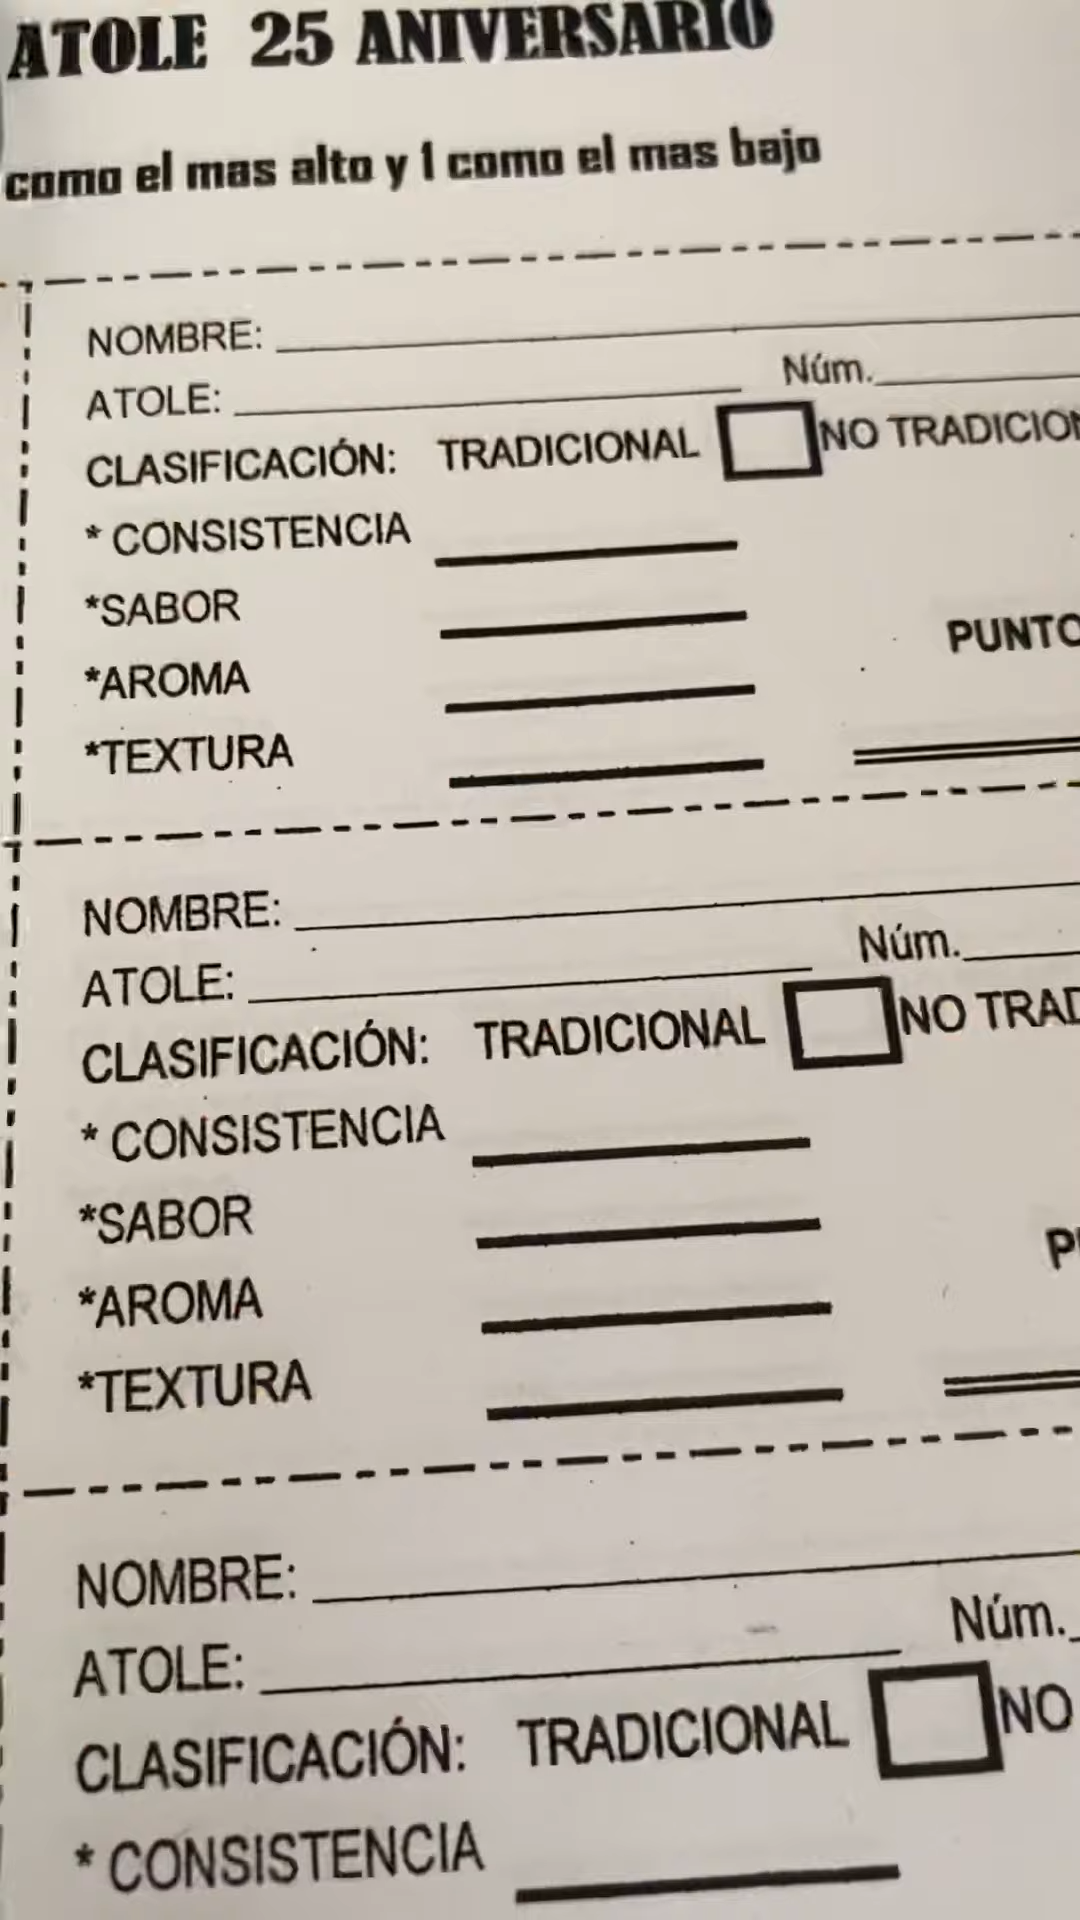 ATOLE 25 ANIVERSARIO
como el mas alto y 1 como el mas bajo
NOMBRE:
ATOLE: Núm.
CLASIFICACIÓN: TRADICIONAL NO TRADICION
* CONSISTENCIA
*SABOR
PUNTO
*AROMA
*TEXTURA
NOMBRE:
ATOLE: Núm.
CLASIFICACIÓN: TRADICIONAL NO TRAD
* CONSISTENCIA
*SABOR
*AROMA
*TEXTURA
NOMBRE:
ATOLE: Núm.
CLASIFICACIÓN: TRADICIONAL NO
* CONSISTENCIA